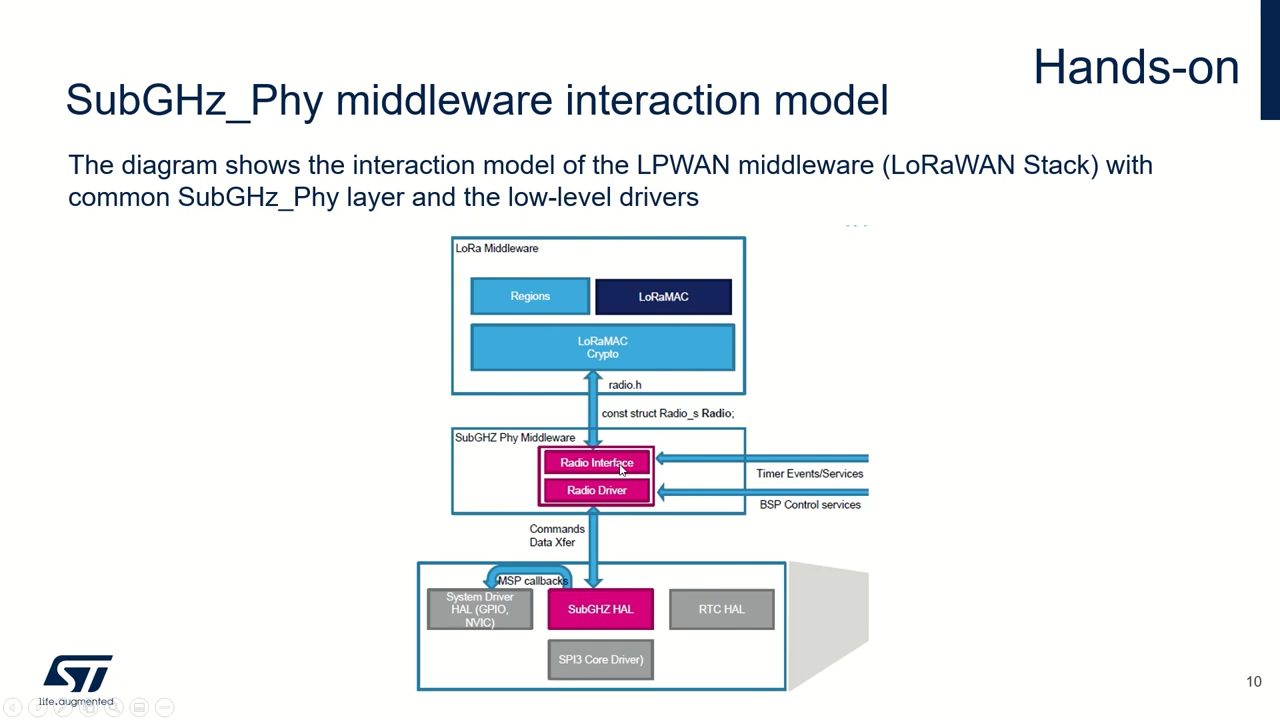 Hands-on
SubGHz_Phy middleware interaction model
The diagram shows the interaction model of the LPWAN middleware (LoRaWAN Stack) with
common SubGHz_Phy layer and the low-level drivers
LoRa Middleware
Regions
LoRaMAC
LoRaMAC
Crypto
radio.h
const struct Radio_s Radio;
SubGHZ Phy Middleware
Radio Interface
Radio Driver
Timer Events/Services
BSP Control services
Commands
Data Xfer
MSP callbacks
System Driver
HAL (GPIO,
NVIC)
SubGHZ HAL
RTC HAL
SPI3 Core Driver)
ST
life.augmented
10